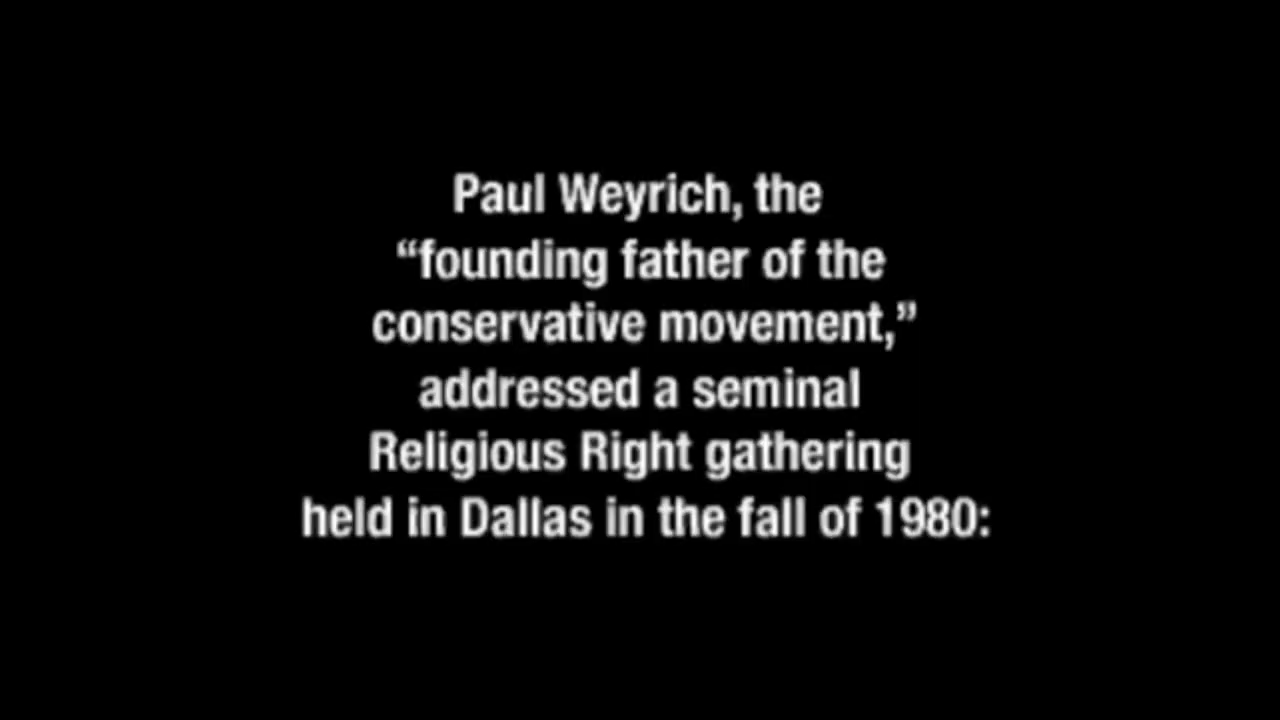 Paul Weyrich, the
“founding father of the
conservative movement,”
addressed a seminal
Religious Right gathering
held in Dallas in the fall of 1980: